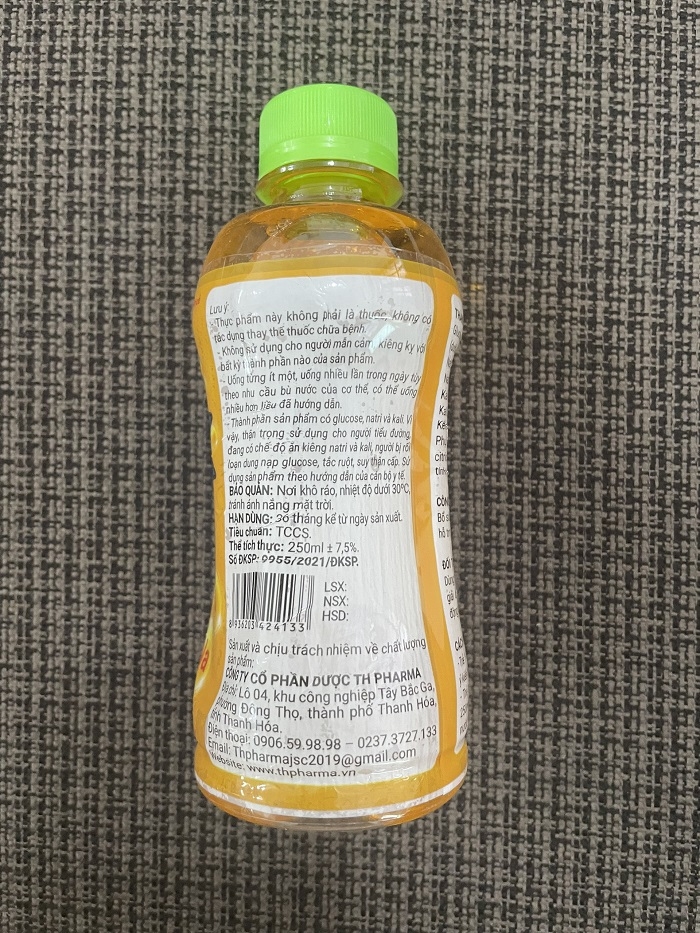 Lưu ý:
- Thực phẩm này không phải là thuốc, không có
tác dụng thay thế thuốc chữa bệnh.
- Không sử dụng cho người mẫn cảm, kiêng kỵ với
bất kỳ thành phần nào của sản phẩm.
- Uống từng ít một, uống nhiều lần trong ngày tùy
theo nhu cầu bù nước của cơ thể, có thể uống
nhiều hơn liều đã hướng dẫn.
- Thành phần sản phẩm có glucose, natri và kali. Vì
vậy, thận trọng sử dụng cho người tiểu đường,
đang có chế độ ăn kiêng natri và kali, người bị rối
loạn dung nạp glucose, tắc ruột, suy thận cấp. Sử
dụng sản phẩm theo hướng dẫn của cán bộ y tế.
BẢO QUẢN: Nơi khô ráo, nhiệt độ dưới 30°C,
tránh ánh nắng mặt trời.
HẠN DÙNG: 36 tháng kể từ ngày sản xuất.
Tiêu chuẩn: TCCS.
Thể tích thực: 250ml ± 7,5%.
Số ĐKSP: 9955/2021/ĐKSP.
LSX:
NSX:
HSD:
8 936203 424133
Sản xuất và chịu trách nhiệm về chất lượng
sản phẩm:
CÔNG TY CỔ PHẦN DƯỢC TH PHARMA
Địa chỉ: Lô 04, khu công nghiệp Tây Bắc Ga,
phường Đông Thọ, thành phố Thanh Hóa,
tỉnh Thanh Hóa.
Điện thoại: 0906.59.98.98 – 0237.3727.133
Email: Thpharmajsc2019@gmail.com
Website: www.thpharma.vn